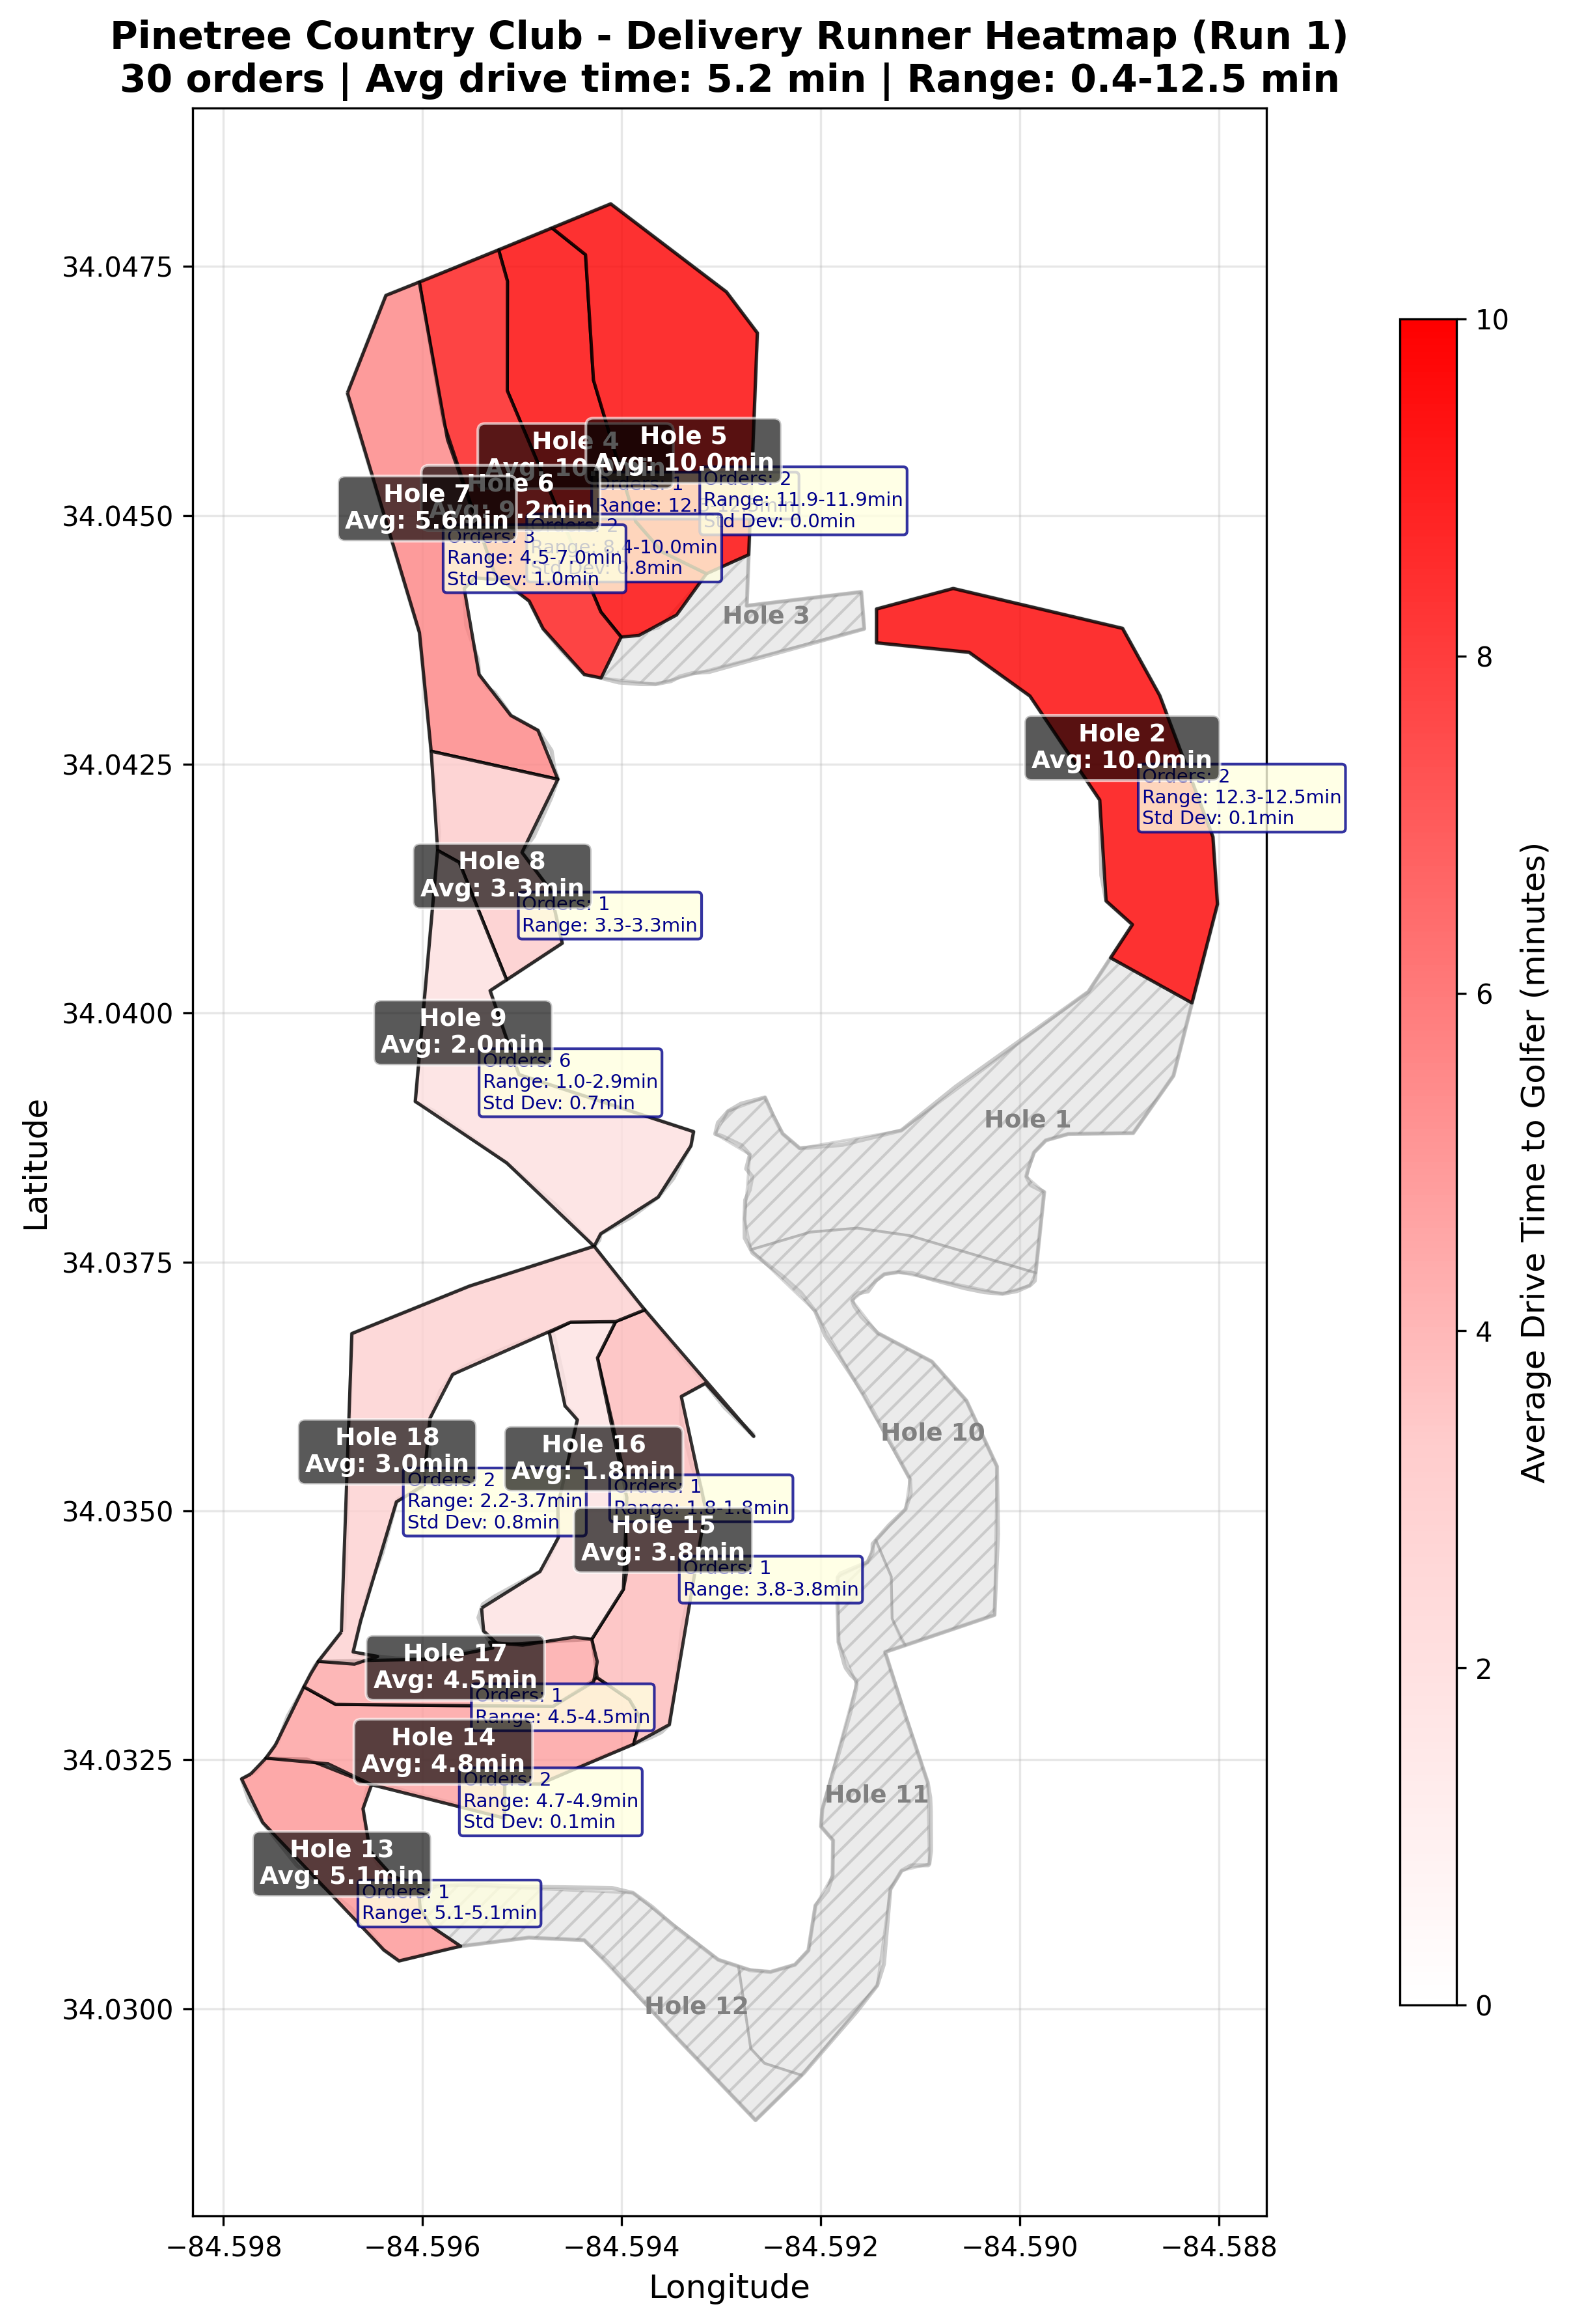 Pinetree Country Club - Delivery Runner Heatmap (Run 1)
30 orders | Avg drive time: 5.2 min | Range: 0.4-12.5 min
34.0475
34.0450
34.0425
34.0400
34.0375
34.0350
34.0325
34.0300
Latitude
−84.598
−84.596
−84.594
−84.592
−84.590
−84.588
Longitude
Hole 4
Avg: 10.
Orders: 1
Range: 12.
Hole 5
Avg: 10.0min
Orders: 2
Range: 11.9-11.9min
Std Dev: 0.0min
Hole 6
Avg: 9.2min
Orders: 2
Range: 8.4-10.0min
Std Dev: 0.8min
Hole 7
Avg: 5.6min
Orders: 3
Range: 4.5-7.0min
Std Dev: 1.0min
Hole 3
Hole 2
Avg: 10.0min
Orders: 2
Range: 12.3-12.5min
Std Dev: 0.1min
Hole 8
Avg: 3.3min
Orders: 1
Range: 3.3-3.3min
Hole 9
Avg: 2.0min
Orders: 6
Range: 1.0-2.9min
Std Dev: 0.7min
Hole 1
Hole 10
Hole 18
Avg: 3.0min
Orders: 2
Range: 2.2-3.7min
Std Dev: 0.8min
Hole 16
Avg: 1.8min
Orders: 1
Range: 1.8-1.8min
Hole 15
Avg: 3.8min
Orders: 1
Range: 3.8-3.8min
Hole 17
Avg: 4.5min
Orders: 1
Range: 4.5-4.5min
Hole 14
Avg: 4.8min
Orders: 2
Range: 4.7-4.9min
Std Dev: 0.1min
Hole 11
Hole 13
Avg: 5.1min
Orders: 1
Range: 5.1-5.1min
Hole 12
10
8
6
4
2
0
Average Drive Time to Golfer (minutes)